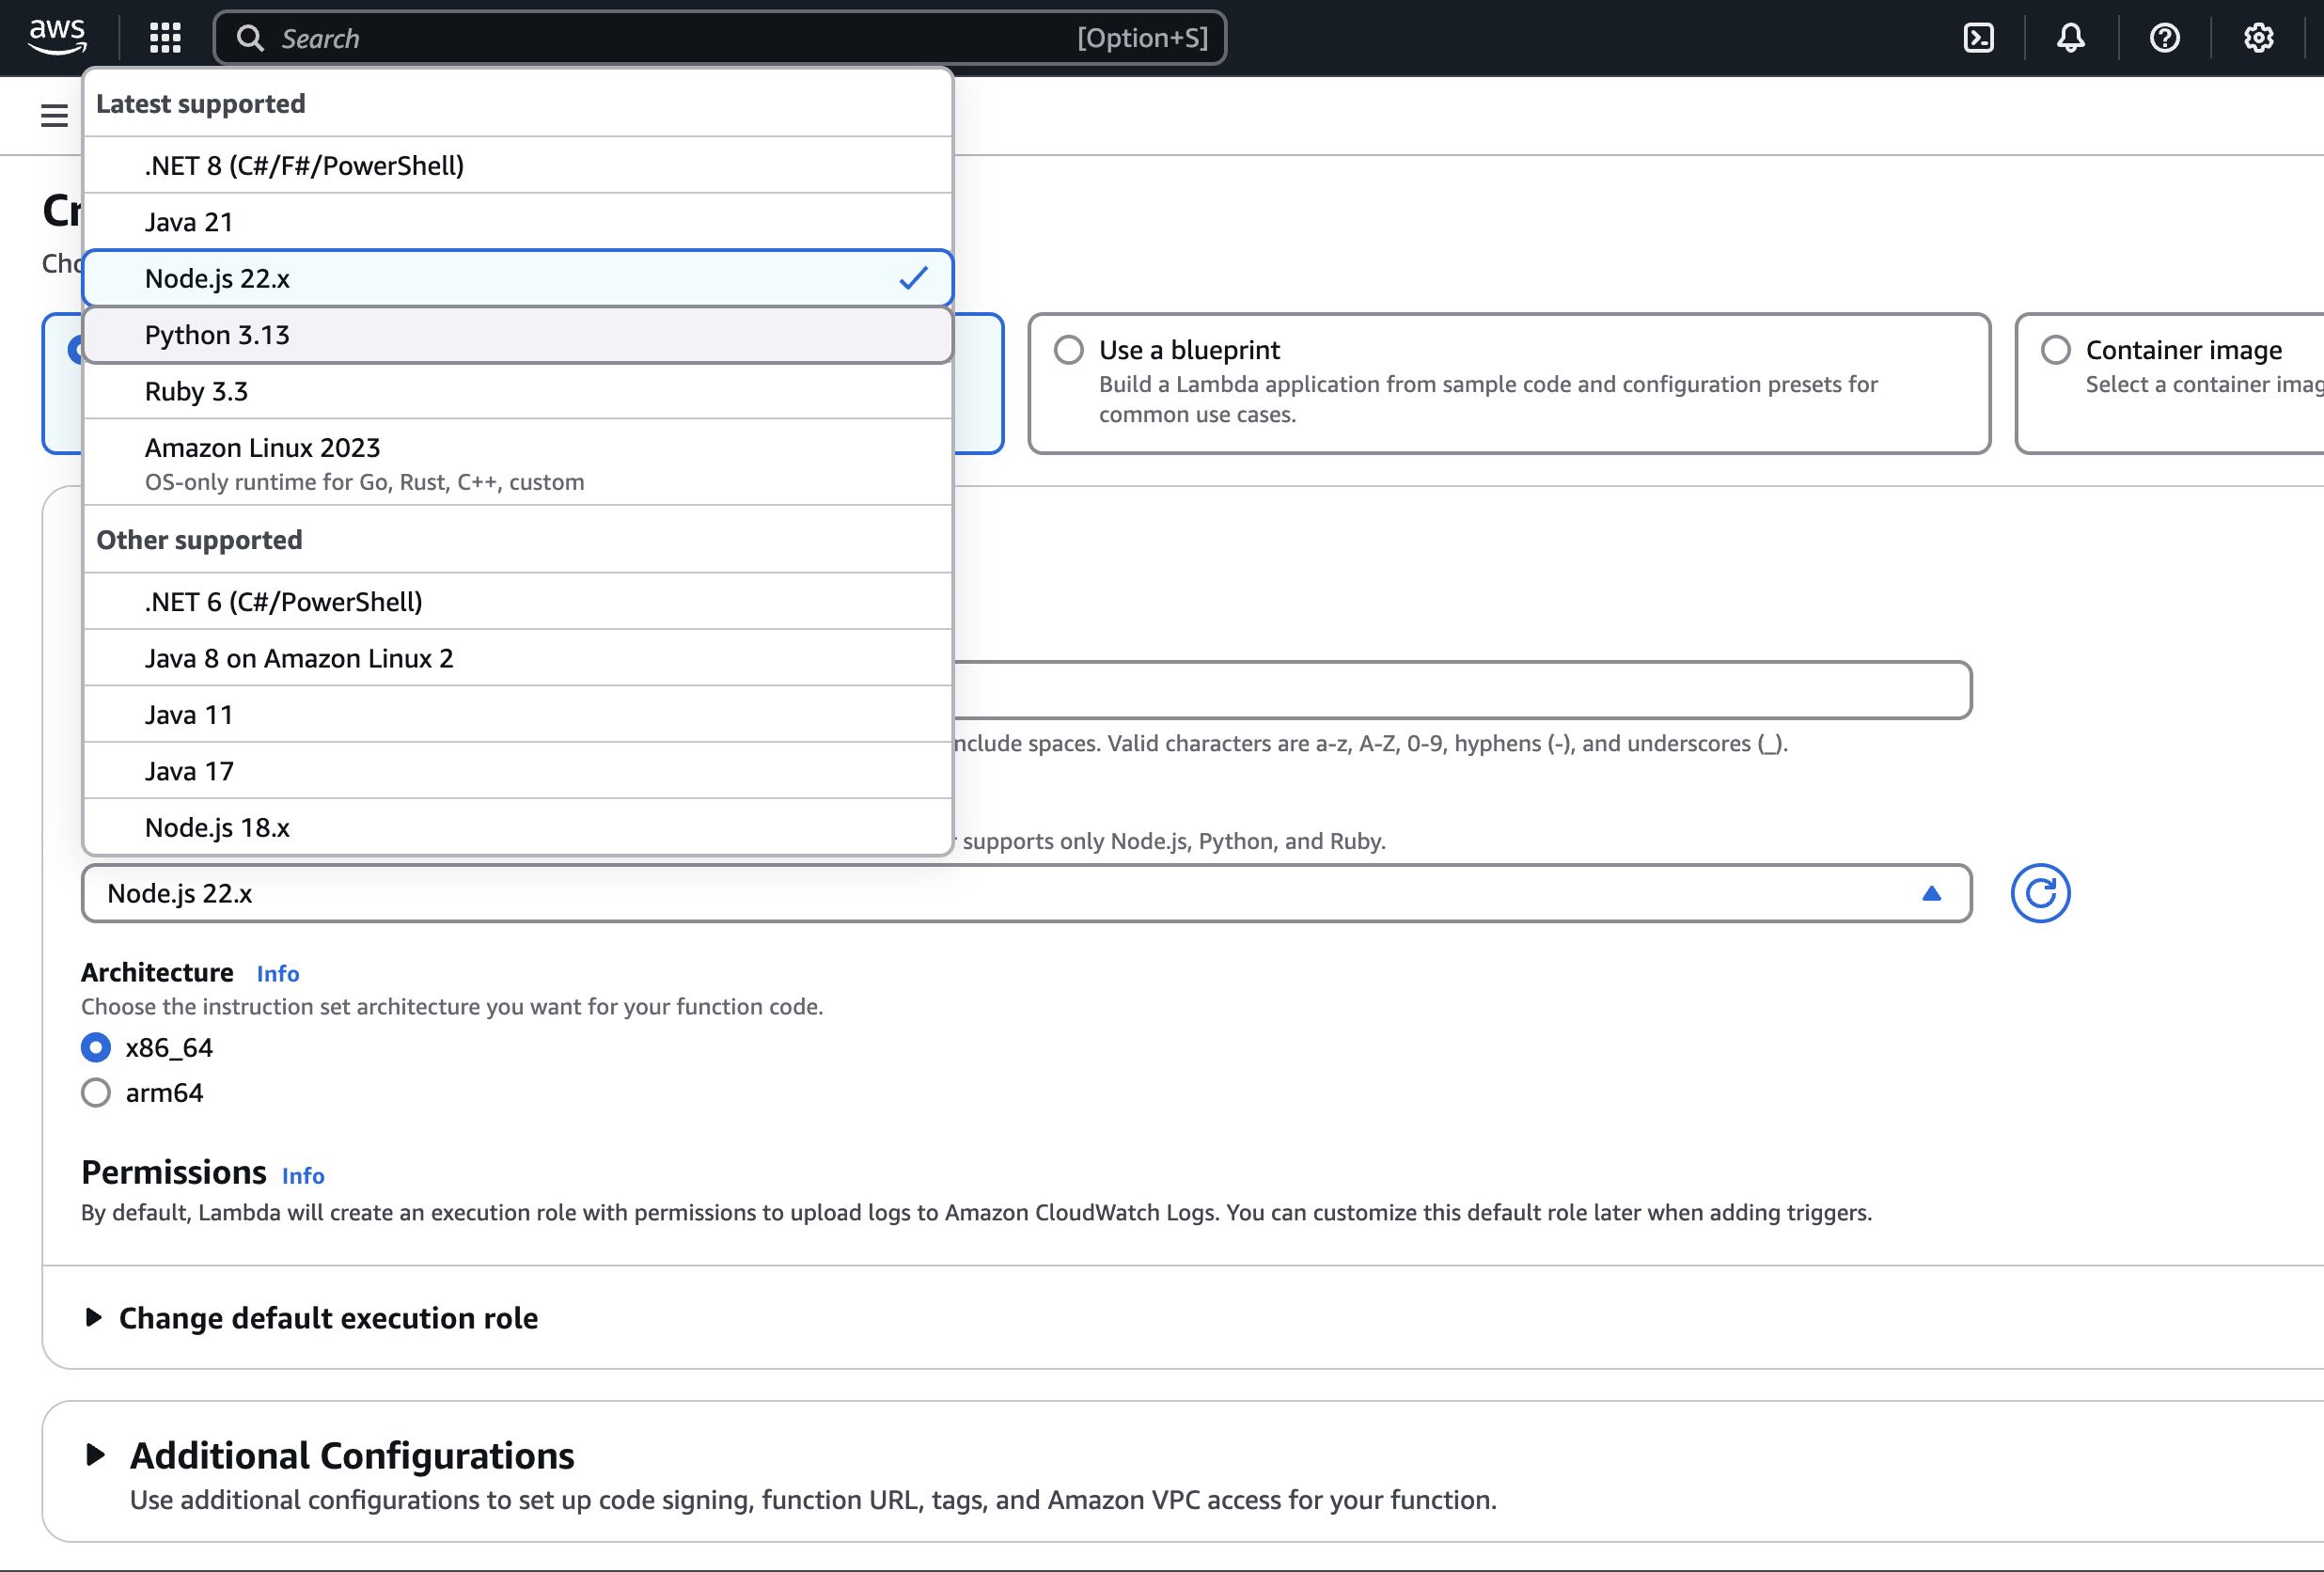 aws
Search
[Option+S]
Latest supported
.NET 8 (C#/F#/PowerShell)
Java 21
Node.js 22.x
Python 3.13
Ruby 3.3
Amazon Linux 2023
OS-only runtime for Go, Rust, C++, custom
Other supported
.NET 6 (C#/PowerShell)
Java 8 on Amazon Linux 2
Java 11
Java 17
Node.js 18.x
Use a blueprint
Build a Lambda application from sample code and configuration presets for
common use cases.
Container image
Select a container
nclude spaces. Valid characters are a-z, A-Z, 0-9, hyphens (-), and underscores (_).
supports only Node.js, Python, and Ruby.
Node.js 22.x
Architecture Info
Choose the instruction set architecture you want for your function code.
x86_64
arm64
Permissions Info
By default, Lambda will create an execution role with permissions to upload logs to Amazon CloudWatch Logs. You can customize this default role later when adding triggers.
Change default execution role
Additional Configurations
Use additional configurations to set up code signing, function URL, tags, and Amazon VPC access for your function.